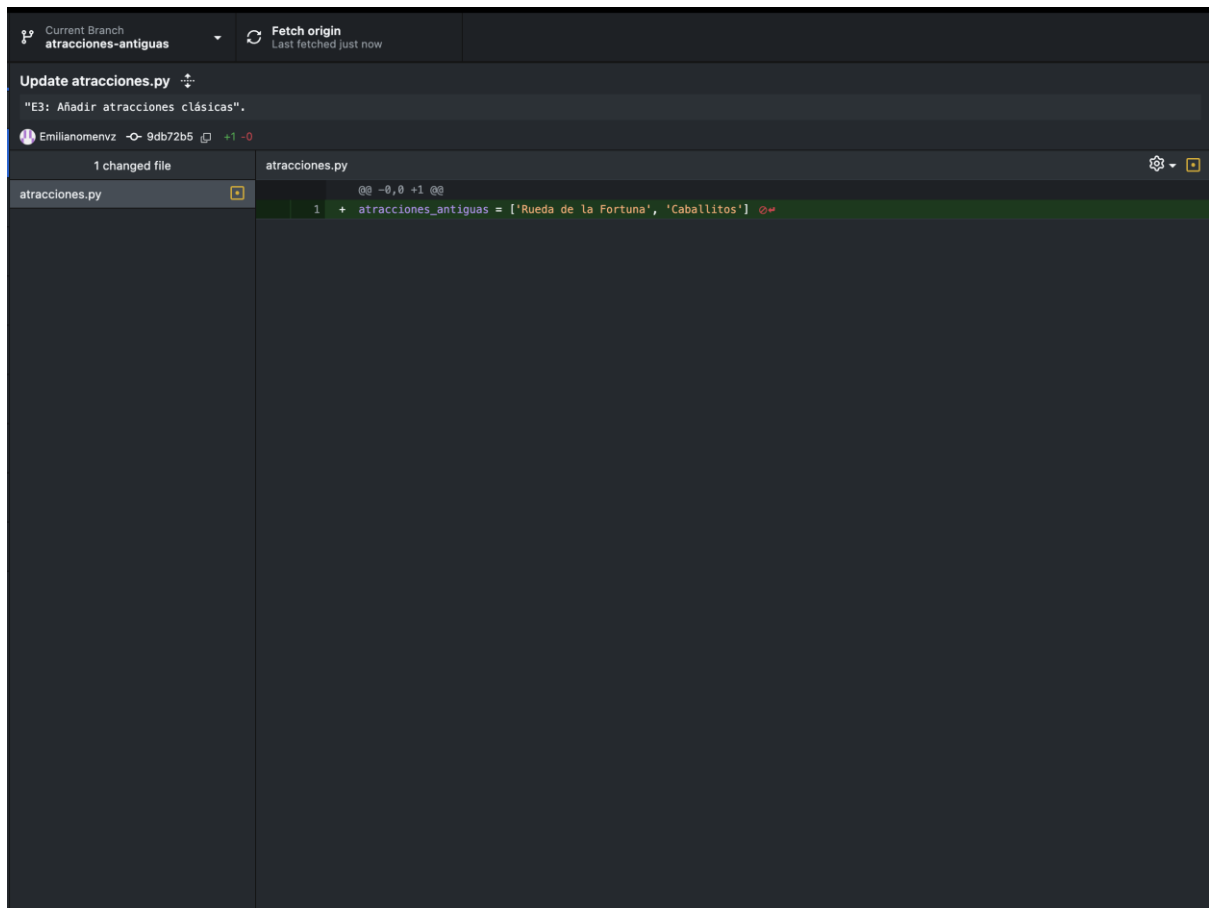 Current Branch
atracciones-antiguas
Fetch origin
Last fetched just now
Update atracciones.py
"E3: Añadir atracciones clásicas".
Emilianomenvz 9db72b5 +1 -0
1 changed file
atracciones.py
atracciones.py
@@ -0,0 +1 @@
1 + atracciones_antiguas = ['Rueda de la Fortuna', 'Caballitos']